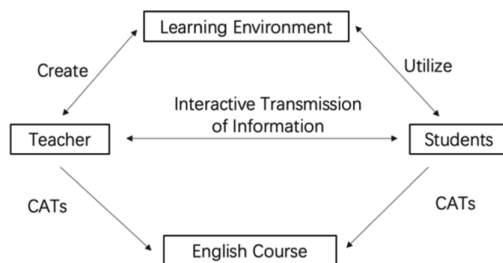 Learning Environment
Create
Utilize
Interactive Transmission
of Information
Teacher
Students
CATs
CATs
English Course